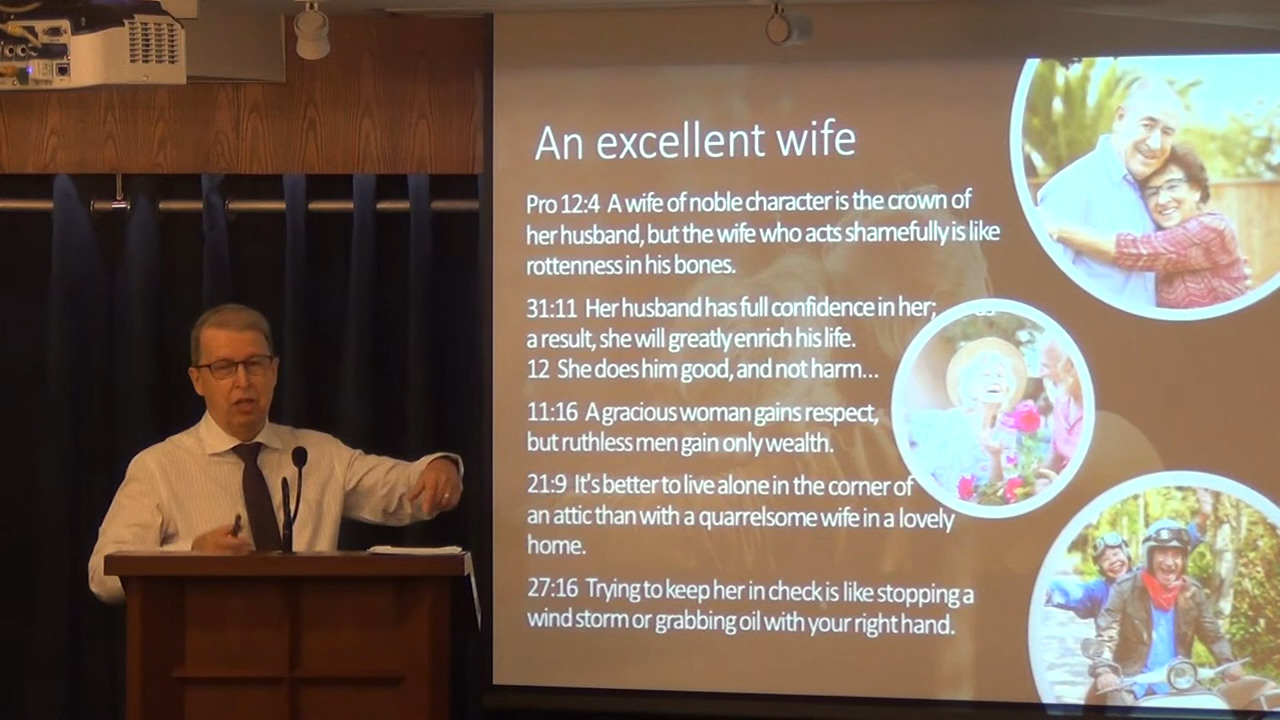 An excellent wife
Pro 12:4 A wife of noble character is the crown of
her husband, but the wife who acts shamefully is like
rottenness in his bones.
31:11 Her husband has full confidence in her; as
a result, she will greatly enrich his life.
12 She does him good, and not harm...
11:16 A gracious woman gains respect,
but ruthless men gain only wealth.
21:9 It's better to live alone in the corner of
an attic than with a quarrelsome wife in a lovely
home.
27:16 Trying to keep her in check is like stopping a
wind storm or grabbing oil with your right hand.